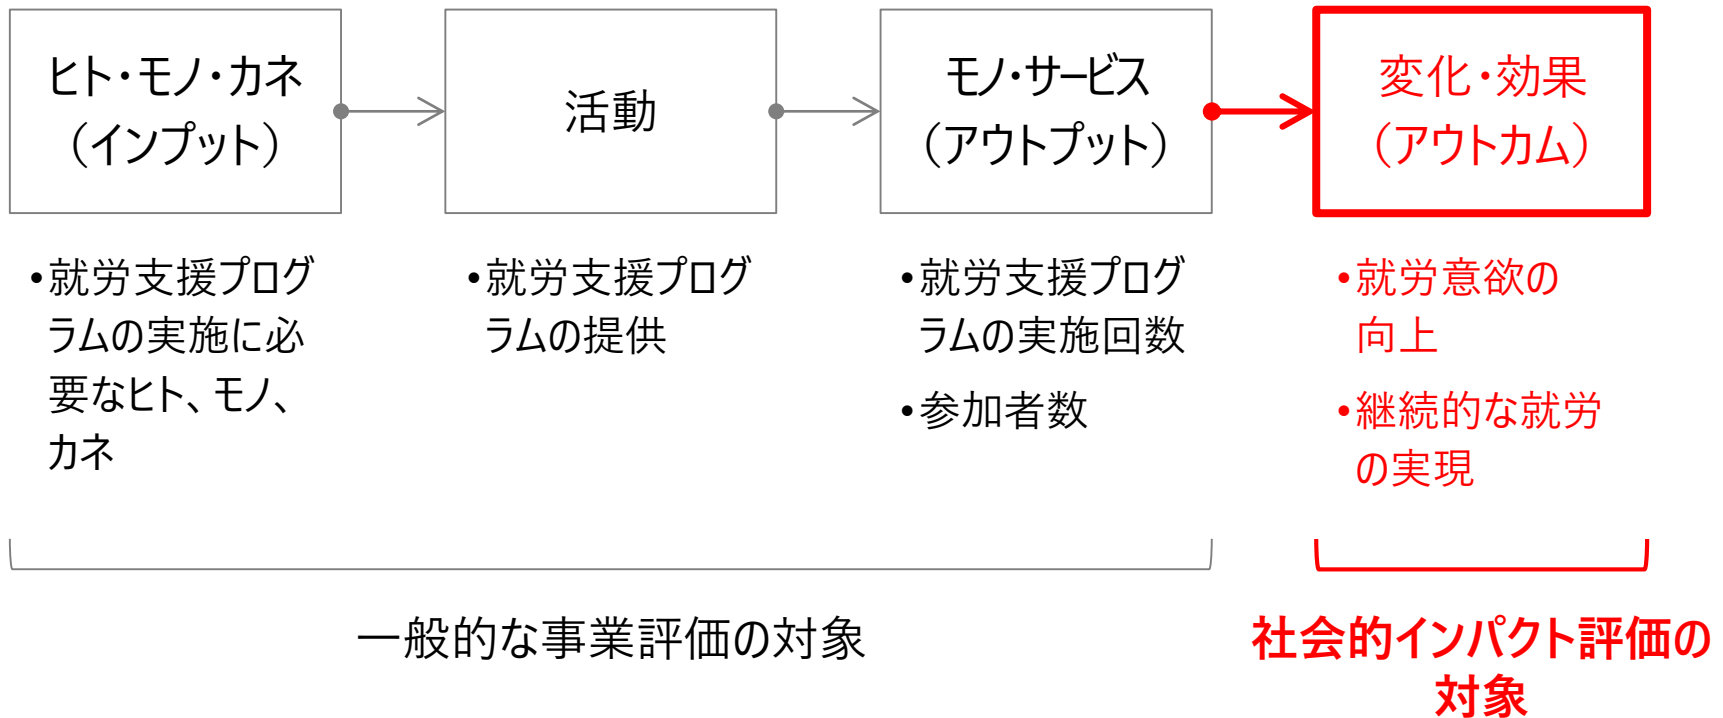 ヒト・モノ・カネ
（インプット）
活動
モノ・サービス
（アウトプット）
変化・効果
（アウトカム）
•就労支援プログ
ラムの実施に必
要なヒト、モノ、
カネ
•就労支援プログ
ラムの提供
•就労支援プログ
ラムの実施回数
•参加者数
•就労意欲の
向上
•継続的な就労
の実現
一般的な事業評価の対象
社会的インパクト評価の
対象